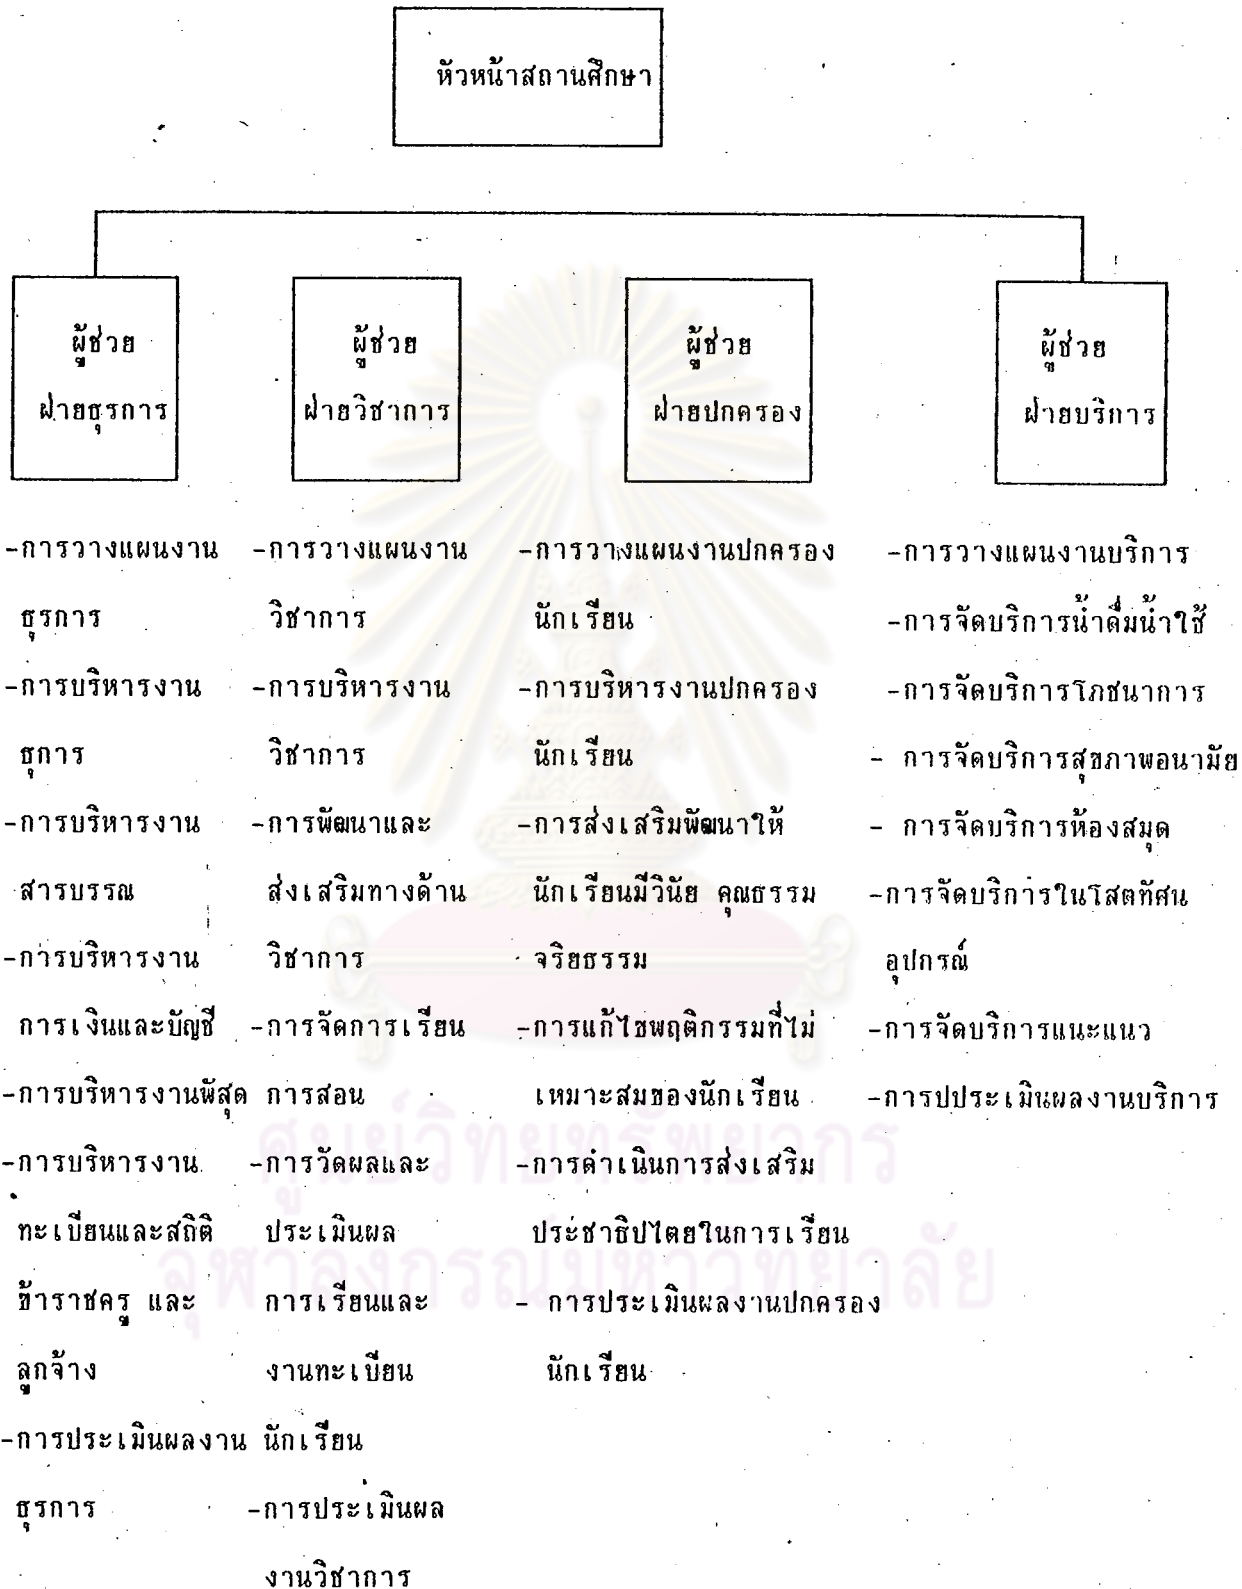 หัวหน้าสถานศึกษา
ผู้ช่วย
ฝ่ายธุรการ
ผู้ช่วย
ฝ่ายวิชาการ
ผู้ช่วย
ฝ่ายปกครอง
ผู้ช่วย
ฝ่ายบริการ
-การวางแผนงาน
ธุรการ
-การบริหารงาน
ธุการ
-การบริหารงาน
สารบรรณ
-การบริหารงาน
การเงินและบัญชี
-การบริหารงานพัสุด
-การบริหารงาน
ทะเบียนและสถิติ
ข้าราชครู และ
ลูกจ้าง
-การประเมินผลงาน
ธุรการ
-การวางแผนงาน
วิชาการ
-การบริหารงาน
วิชาการ
-การพัฒนาและ
ส่งเสริมทางด้าน
วิชาการ
-การจัดการเรียน
การสอน
-การวัดผลและ
ประเมินผล
การเรียนและ
งานทะเบียน
นักเรียน
-การประเมินผล
งานวิชาการ
-การวางแผนงานปกครอง
นักเรียน
-การบริหารงานปกครอง
นักเรียน
-การส่งเสริมพัฒนาให้
นักเรียนมีวินัย คุณธรรม
จริยธรรม
-การแก้ไขพฤติกรรมที่ไม่
เหมาะสมของนักเรียน
-การดำเนินการส่งเสริม
ประชาธิปไตยในการเรียน
- การประเมินผลงานปกครอง
นักเรียน
-การวางแผนงานบริการ
-การจัดบริการน้ำดื่มน้ำใช้
-การจัดบริการโภชนาการ
- การจัดบริการสุขภาพอนามัย
- การจัดบริการห้องสมุด
-การจัดบริการในโสตทัศน
อุปกรณ์
-การจัดบริการแนะแนว
-การปประเมินผลงานบริการ
ศูนย์วิทยทรัพยากร
จุฬาลงกรณ์มหาวิทยาลัย